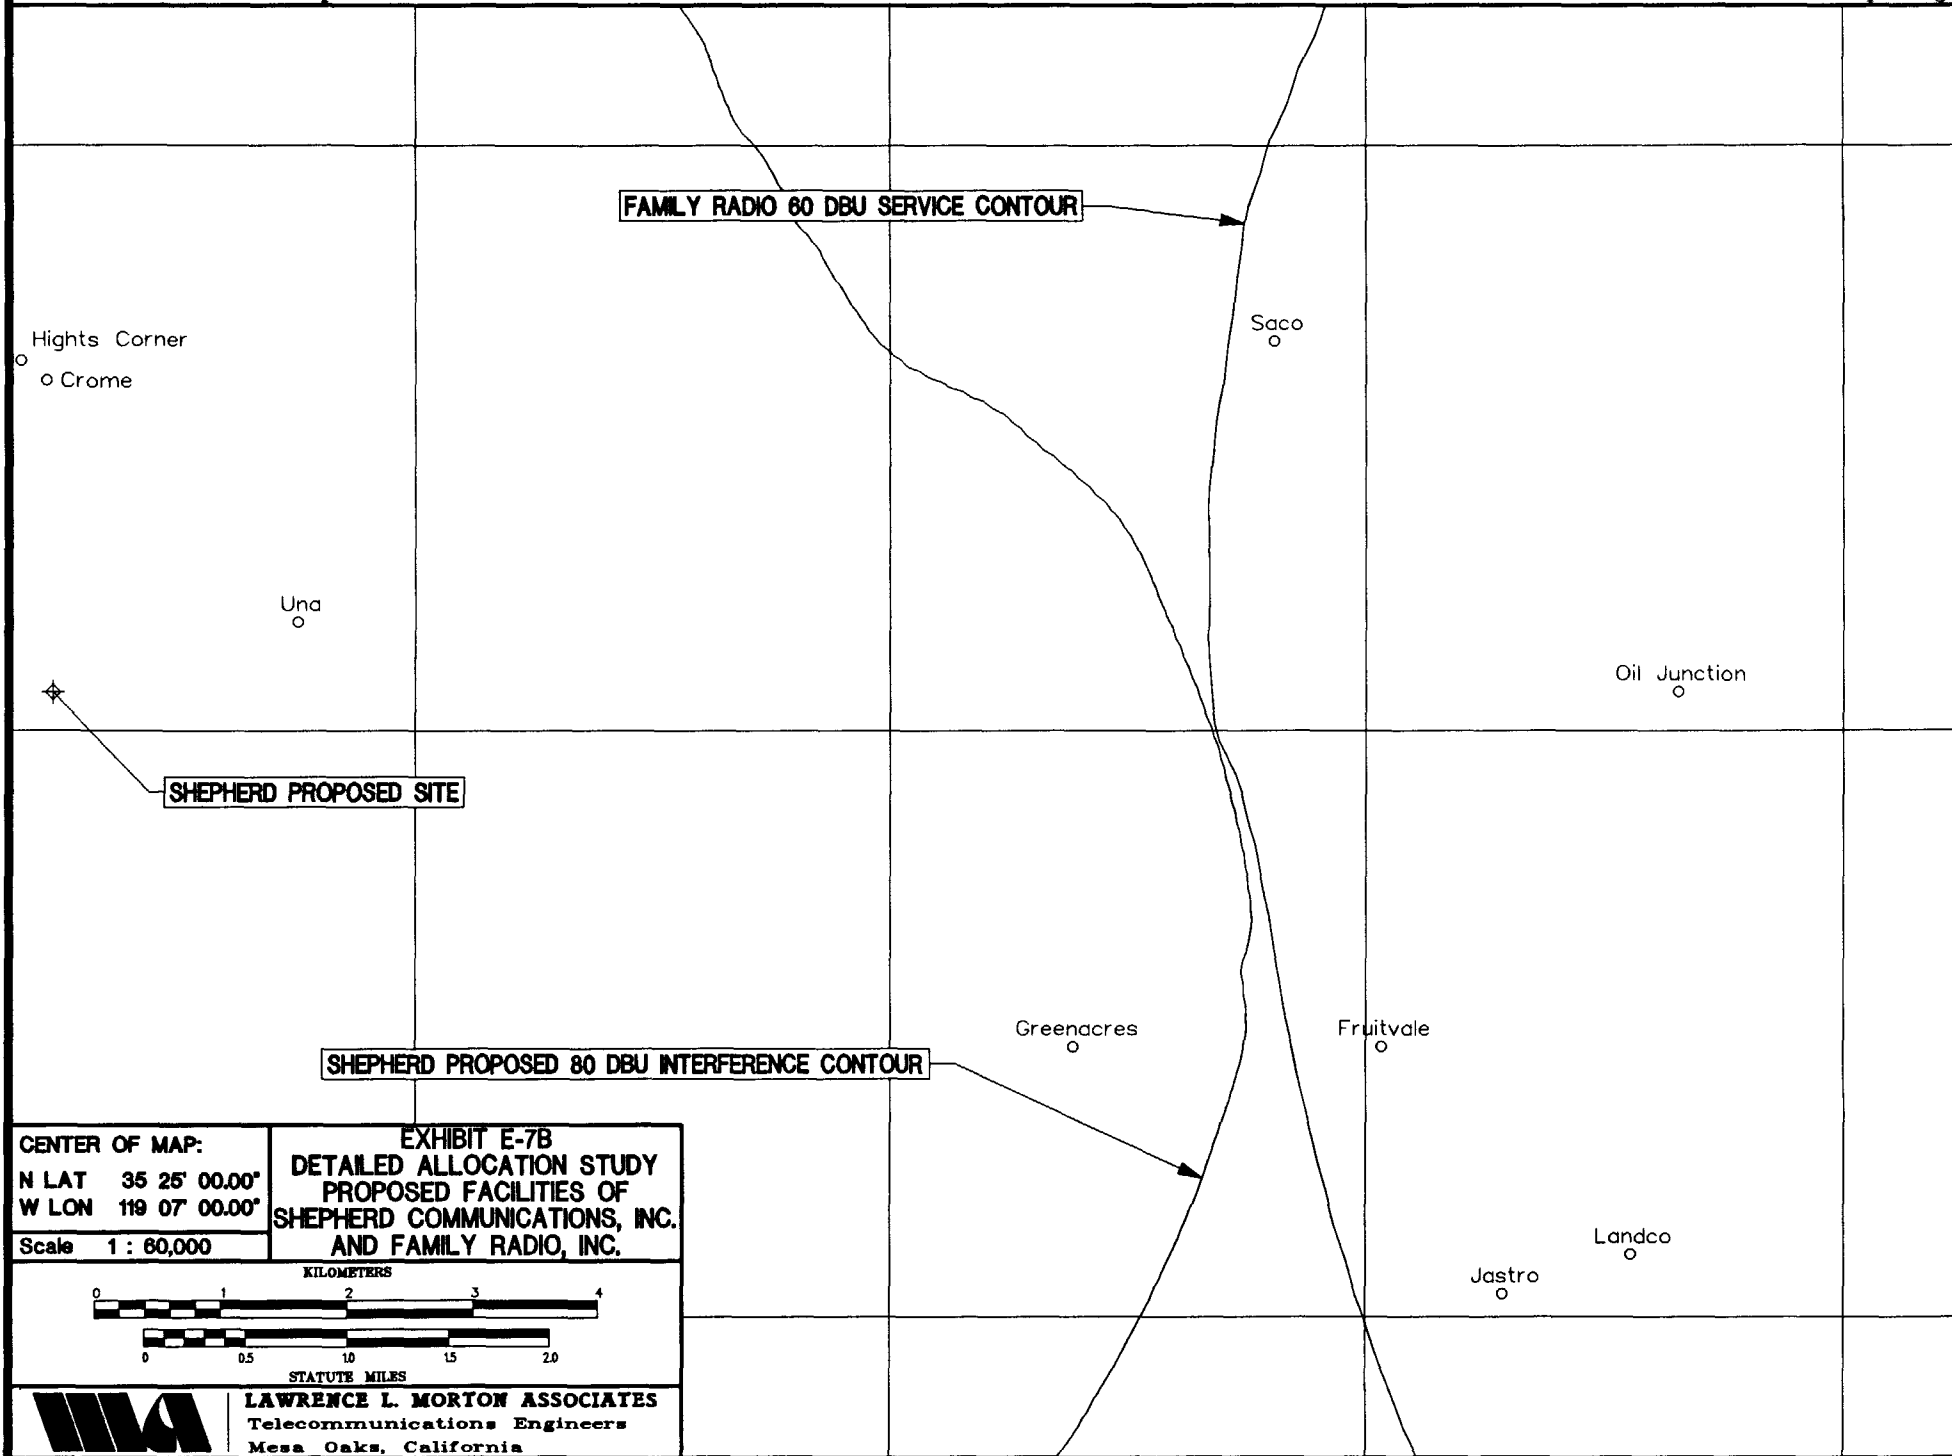 FAMILY RADIO 60 DBU SERVICE CONTOUR
Saco
Hights Corner
Crome
Una
Oil Junction
SHEPHERD PROPOSED SITE
Greenacres
Fruitvale
SHEPHERD PROPOSED 80 DBU INTERFERENCE CONTOUR
Landco
Jastro
CENTER OF MAP:
N LAT 35 25' 00.00"
W LON 119 07' 00.00"
Scale 1 : 60,000
EXHIBIT E-7B
DETAILED ALLOCATION STUDY
PROPOSED FACILITIES OF
SHEPHERD COMMUNICATIONS, INC.
AND FAMILY RADIO, INC.
KILOMETERS
0 1 2 3 4
0 0.5 1.0 1.5 2.0
STATUTE MILES
LAWRENCE L. MORTON ASSOCIATES
Telecommunications Engineers
Mesa Oaks, California